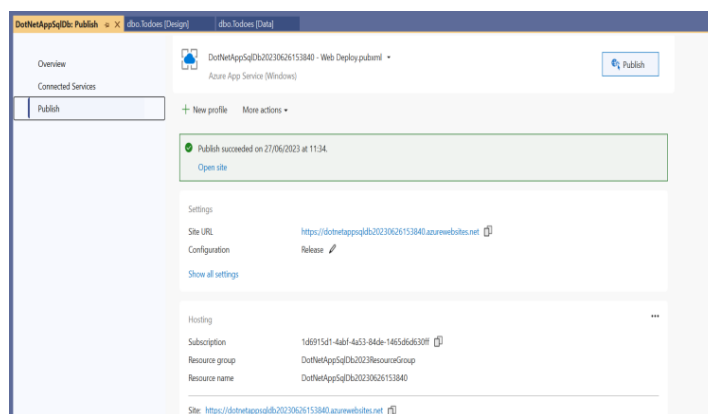 DotNetAppSqlDb: Publish
dbo.Todoes [Design]
dbo.Todoes [Data]
Overview
Connected Services
Publish
DotNetAppSqlDb20230626153840 - Web Deploy.pubxml
Azure App Service (Windows)
Publish
New profile
More actions
Publish succeeded on 27/06/2023 at 11:34.
Open site
Settings
Site URL https://dotnetappsqldb20230626153840.azurewebsites.net
Configuration Release
Show all settings
Hosting
Subscription 1d6915d1-4abf-4a53-84de-1465d6d630ff
Resource group DotNetAppSqlDb2023ResourceGroup
Resource name DotNetAppSqlDb20230626153840
Site: https://dotnetappsqldb20230626153840.azurewebsites.net